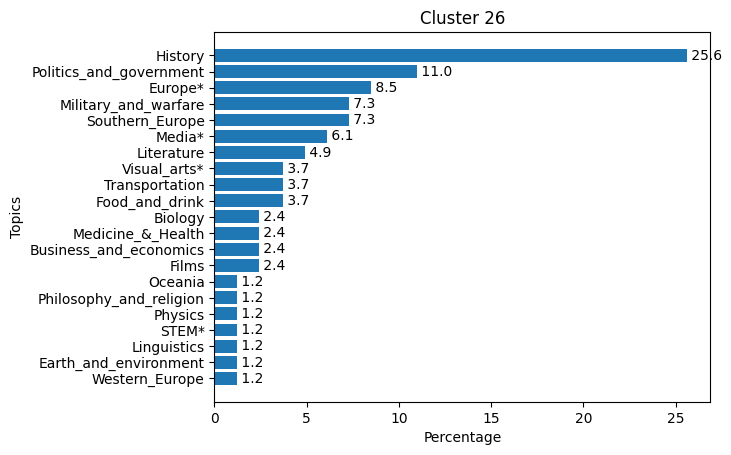 Cluster 26
Topics
History 25.6
Politics_and_government 11.0
Europe* 8.5
Military_and_warfare 7.3
Southern_Europe 7.3
Media* 6.1
Literature 4.9
Visual_arts* 3.7
Transportation 3.7
Food_and_drink 3.7
Biology 2.4
Medicine_&_Health 2.4
Business_and_economics 2.4
Films 2.4
Oceania 1.2
Philosophy_and_religion 1.2
Physics 1.2
STEM* 1.2
Linguistics 1.2
Earth_and_environment 1.2
Western_Europe 1.2
0 5 10 15 20 25
Percentage